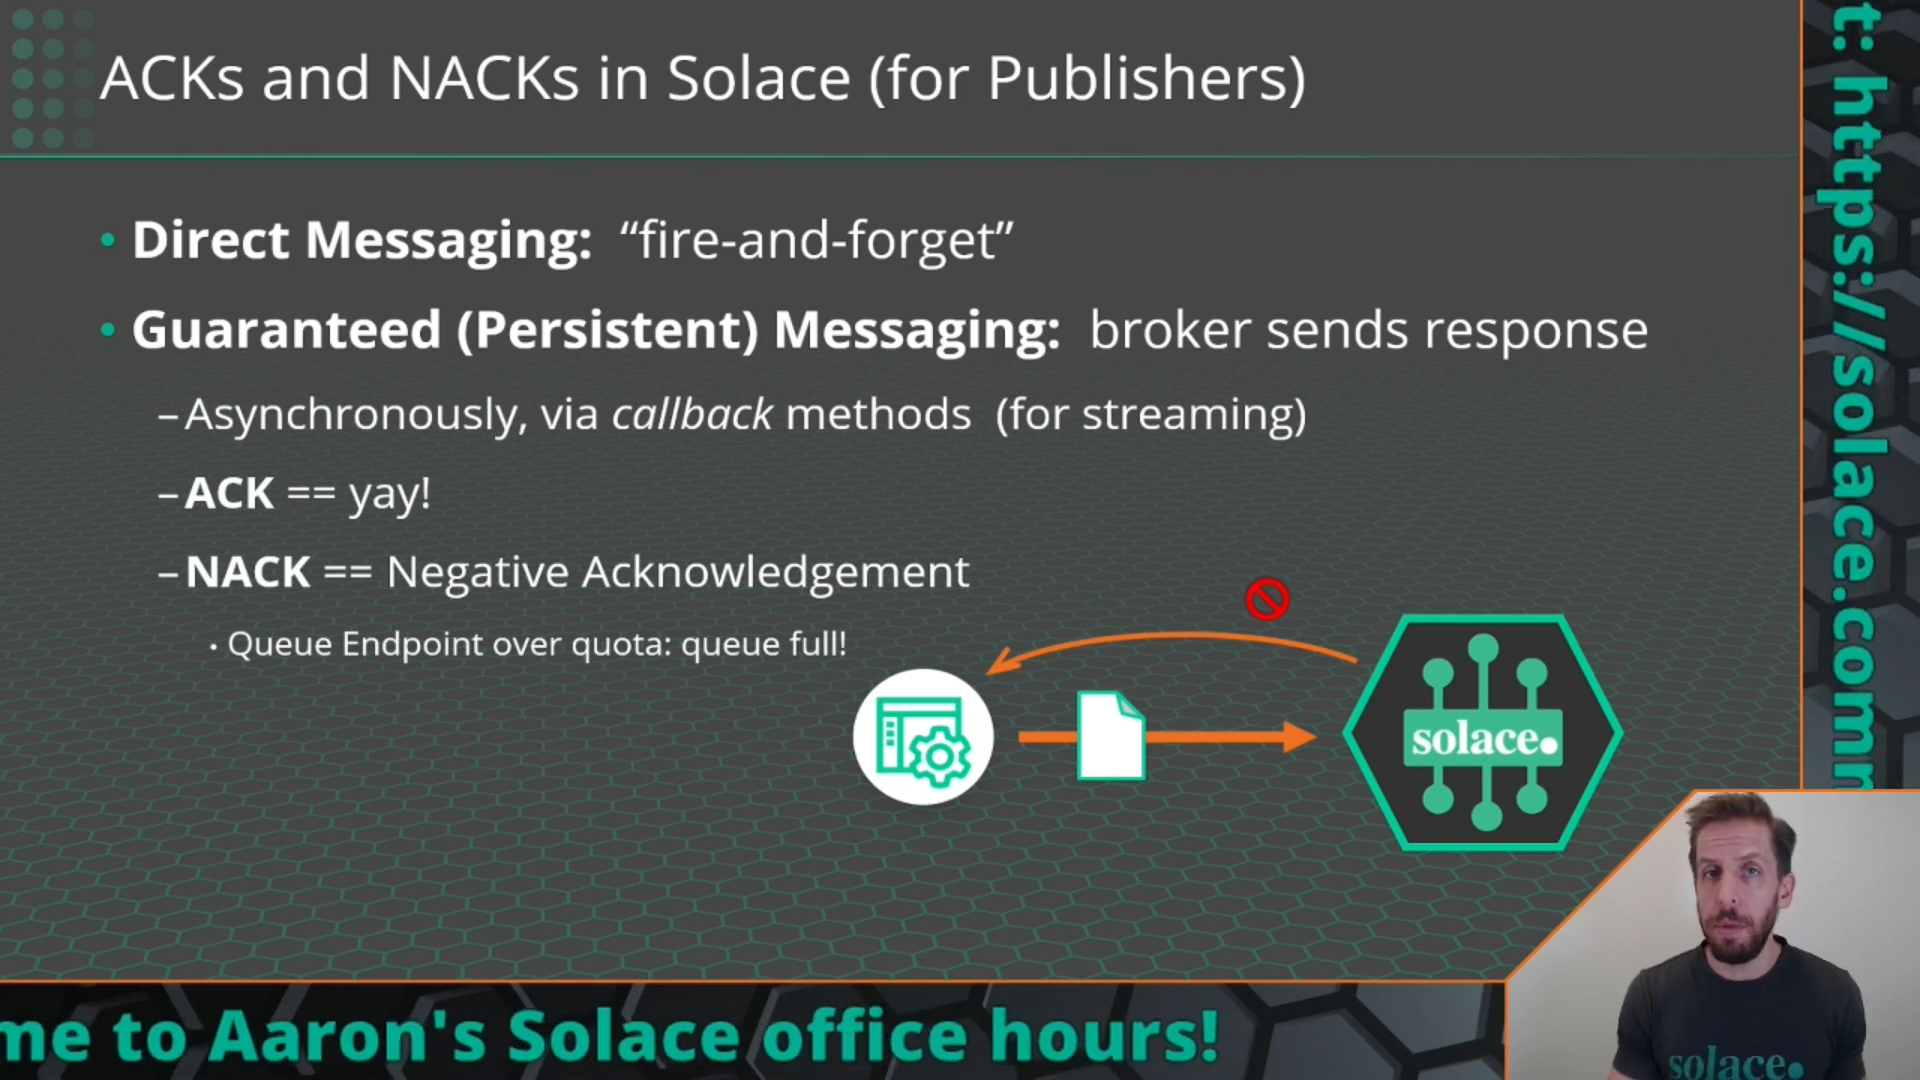 ACKs and NACKs in Solace (for Publishers)
• Direct Messaging: “fire-and-forget”
• Guaranteed (Persistent) Messaging: broker sends response
– Asynchronously, via callback methods (for streaming)
– ACK == yay!
– NACK == Negative Acknowledgement
• Queue Endpoint over quota: queue full!
solace.
t: https://solace.comm
me to Aaron's Solace office hours!
solace.